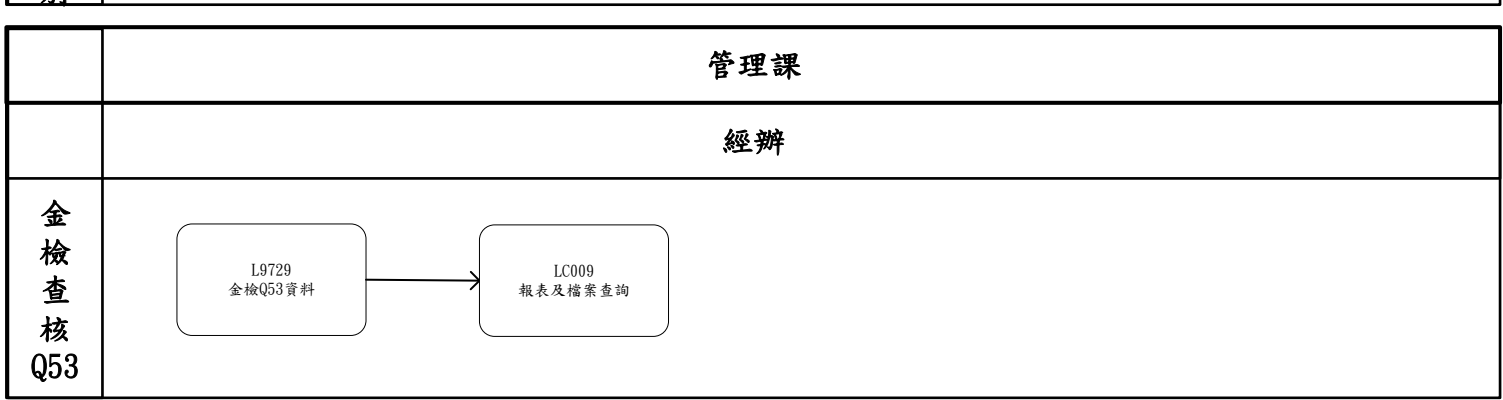 管理課
經辦
金
檢
查
核
Q53
L9729
金檢Q53資料
LC009
報表及檔案查詢